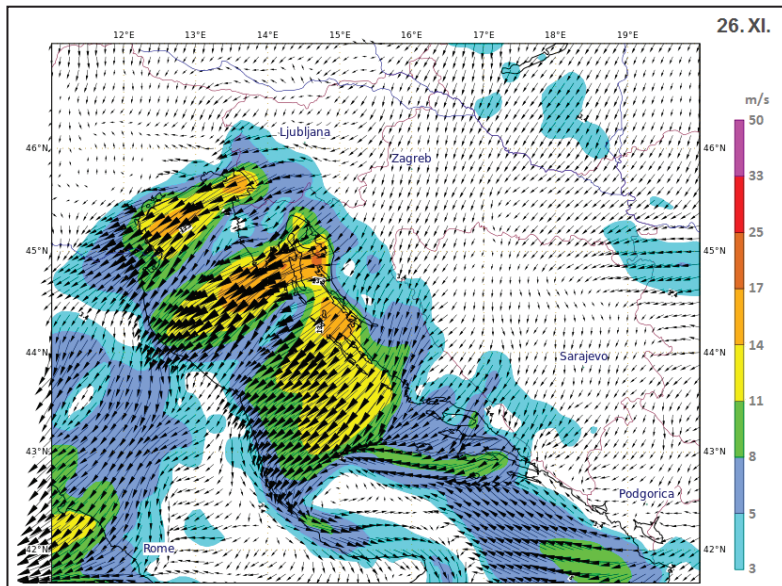 26. XI.
12°E 13°E 14°E 15°E 16°E 17°E 18°E 19°E
m/s
50
Ljubljana
46°N
Zagreb
33
45°N
25
17
44°N
Sarajevo
14
11
43°N
8
Podgorica
5
42°N
Rome
3